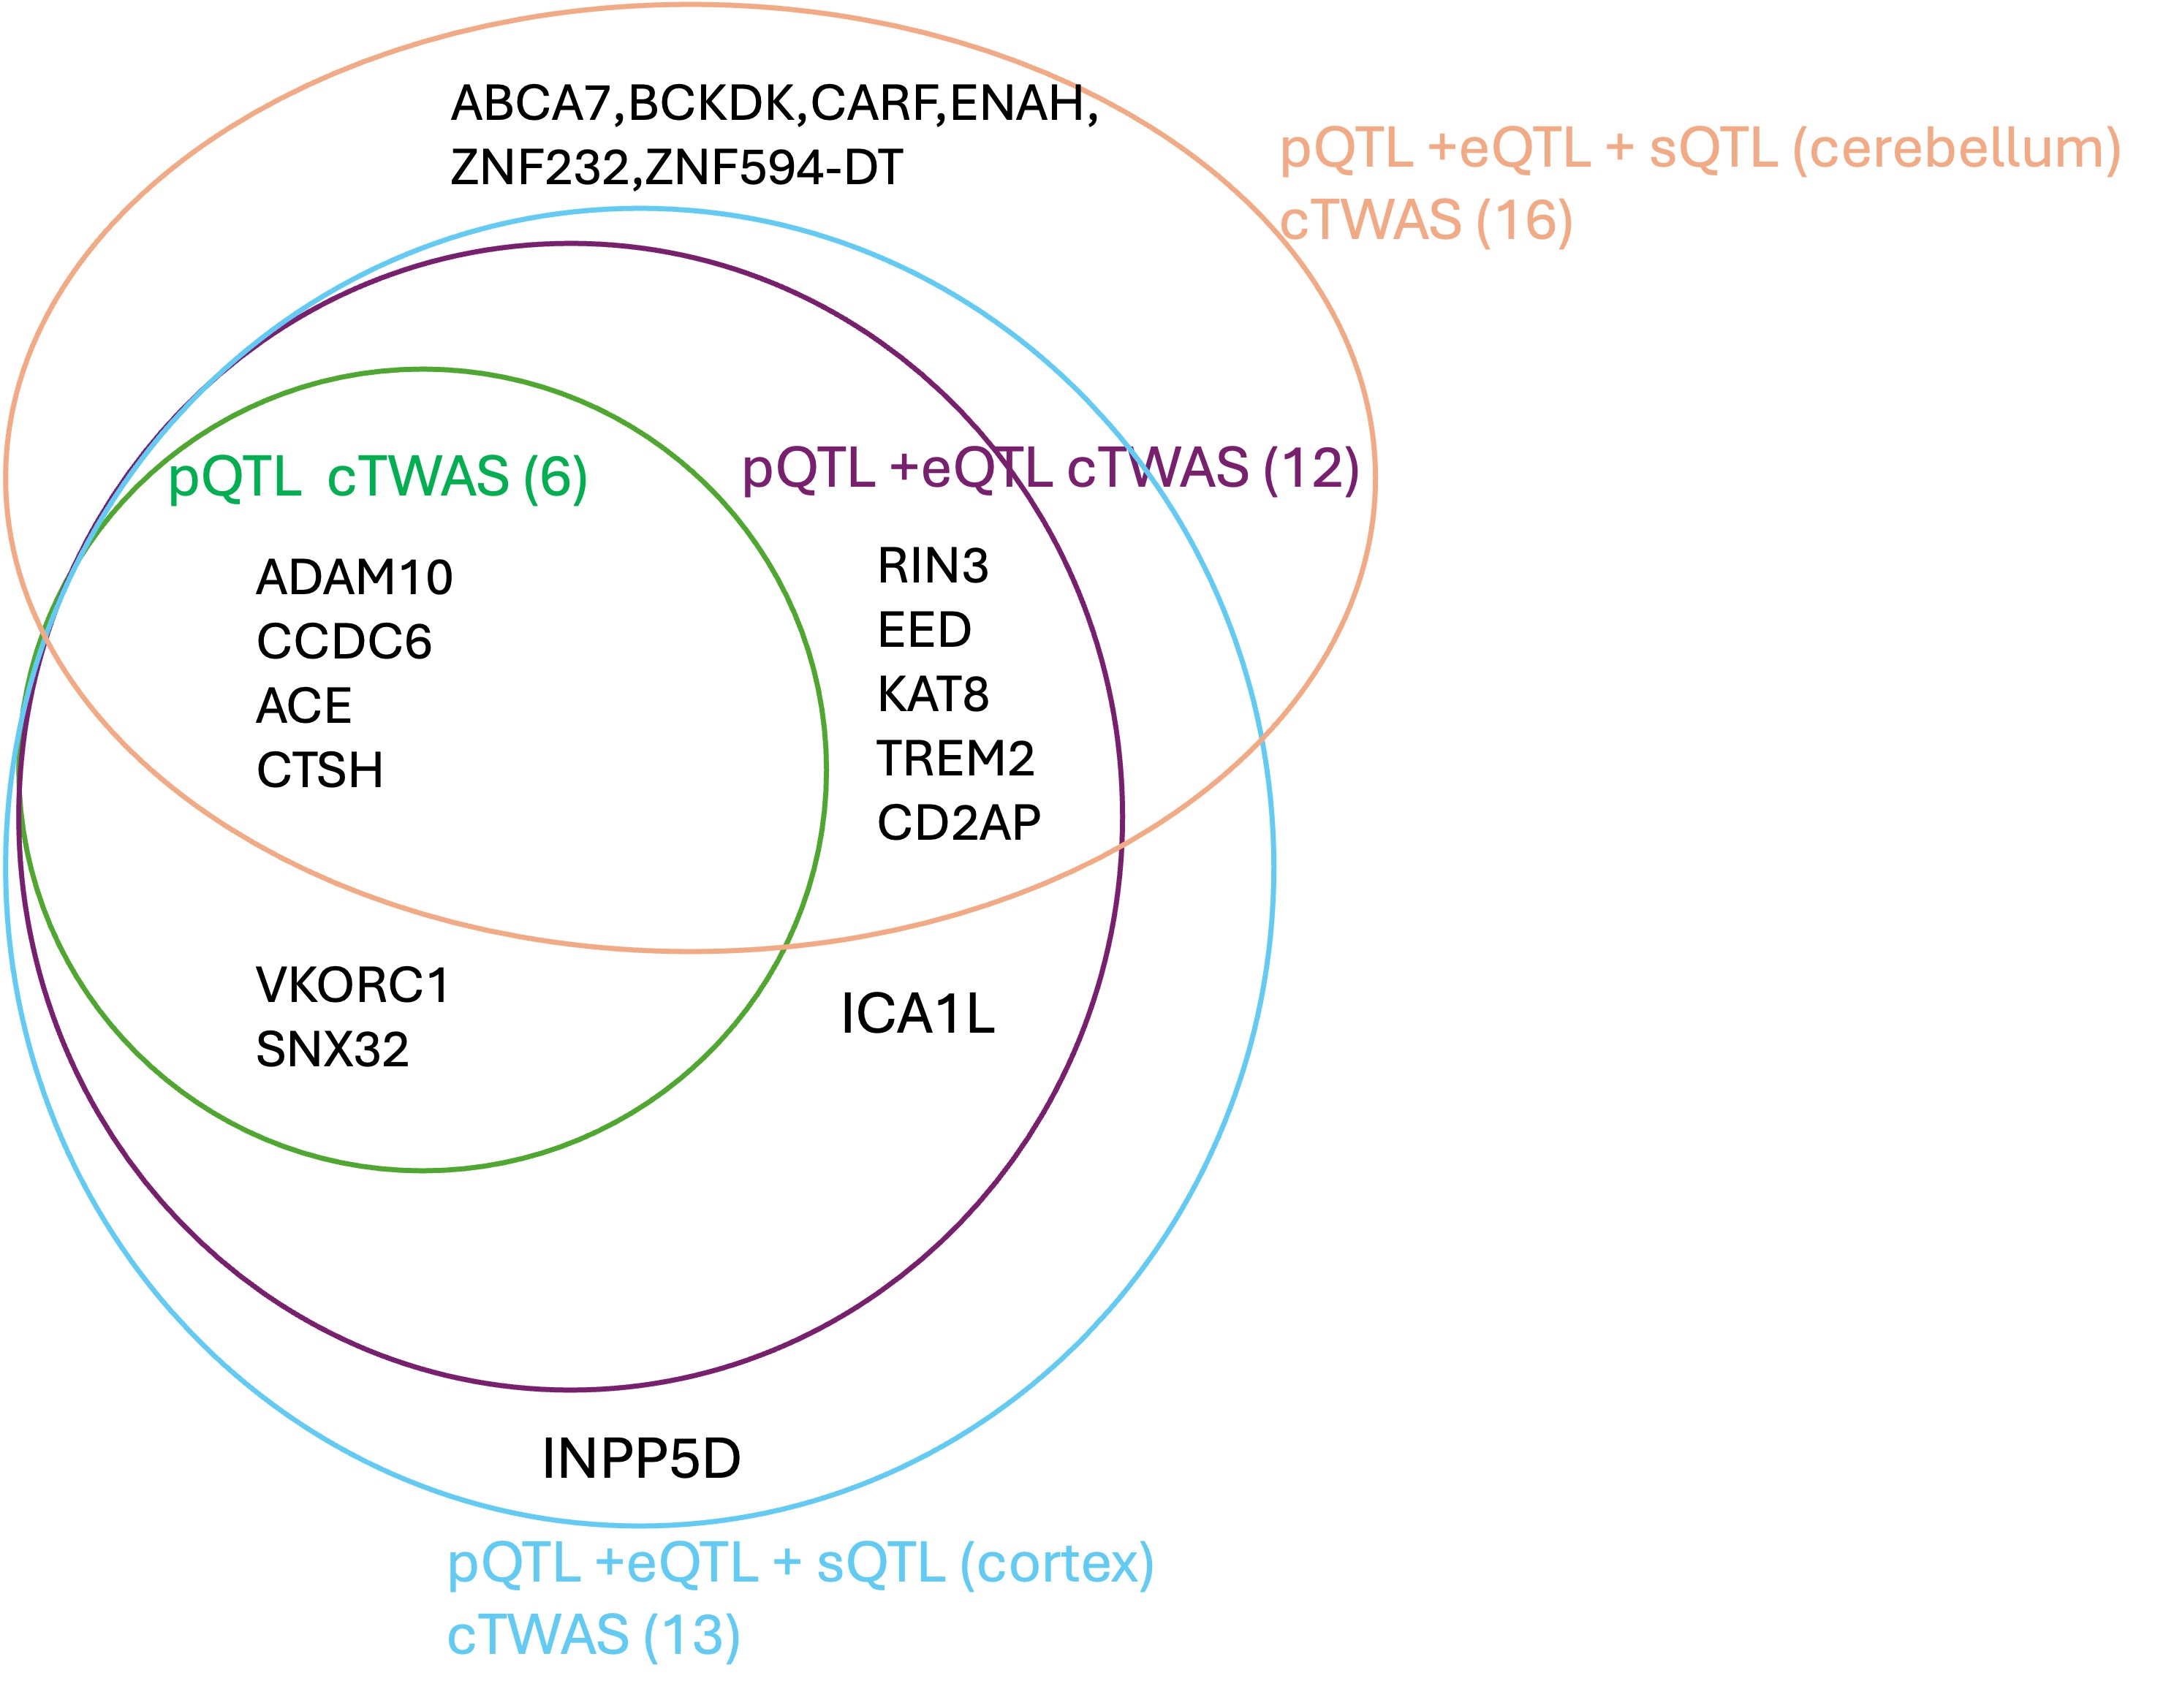 ABCA7,BCKDK,CARF,ENAH,
ZNF232,ZNF594-DT
pQTL +eQTL + sQTL (cerebellum)
cTWAS (16)
pQTL cTWAS (6)
pQTL +eQTL cTWAS (12)
ADAM10
CCDC6
ACE
CTSH
RIN3
EED
KAT8
TREM2
CD2AP
VKORC1
SNX32
ICA1L
INPP5D
pQTL +eQTL + sQTL (cortex)
cTWAS (13)